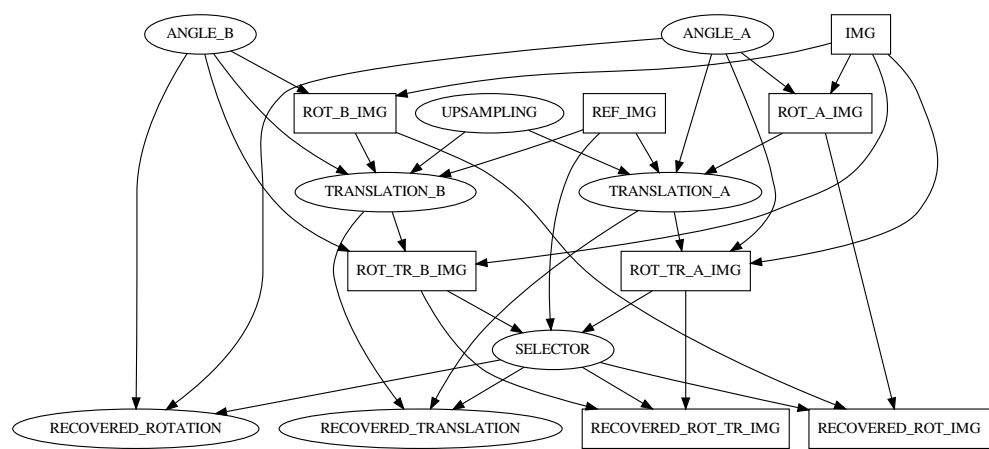 ANGLE_B
ANGLE_A
IMG
ROT_B_IMG
UPSAMPLING
REF_IMG
ROT_A_IMG
TRANSLATION_B
TRANSLATION_A
ROT_TR_B_IMG
ROT_TR_A_IMG
SELECTOR
RECOVERED_ROTATION
RECOVERED_TRANSLATION
RECOVERED_ROT_TR_IMG
RECOVERED_ROT_IMG